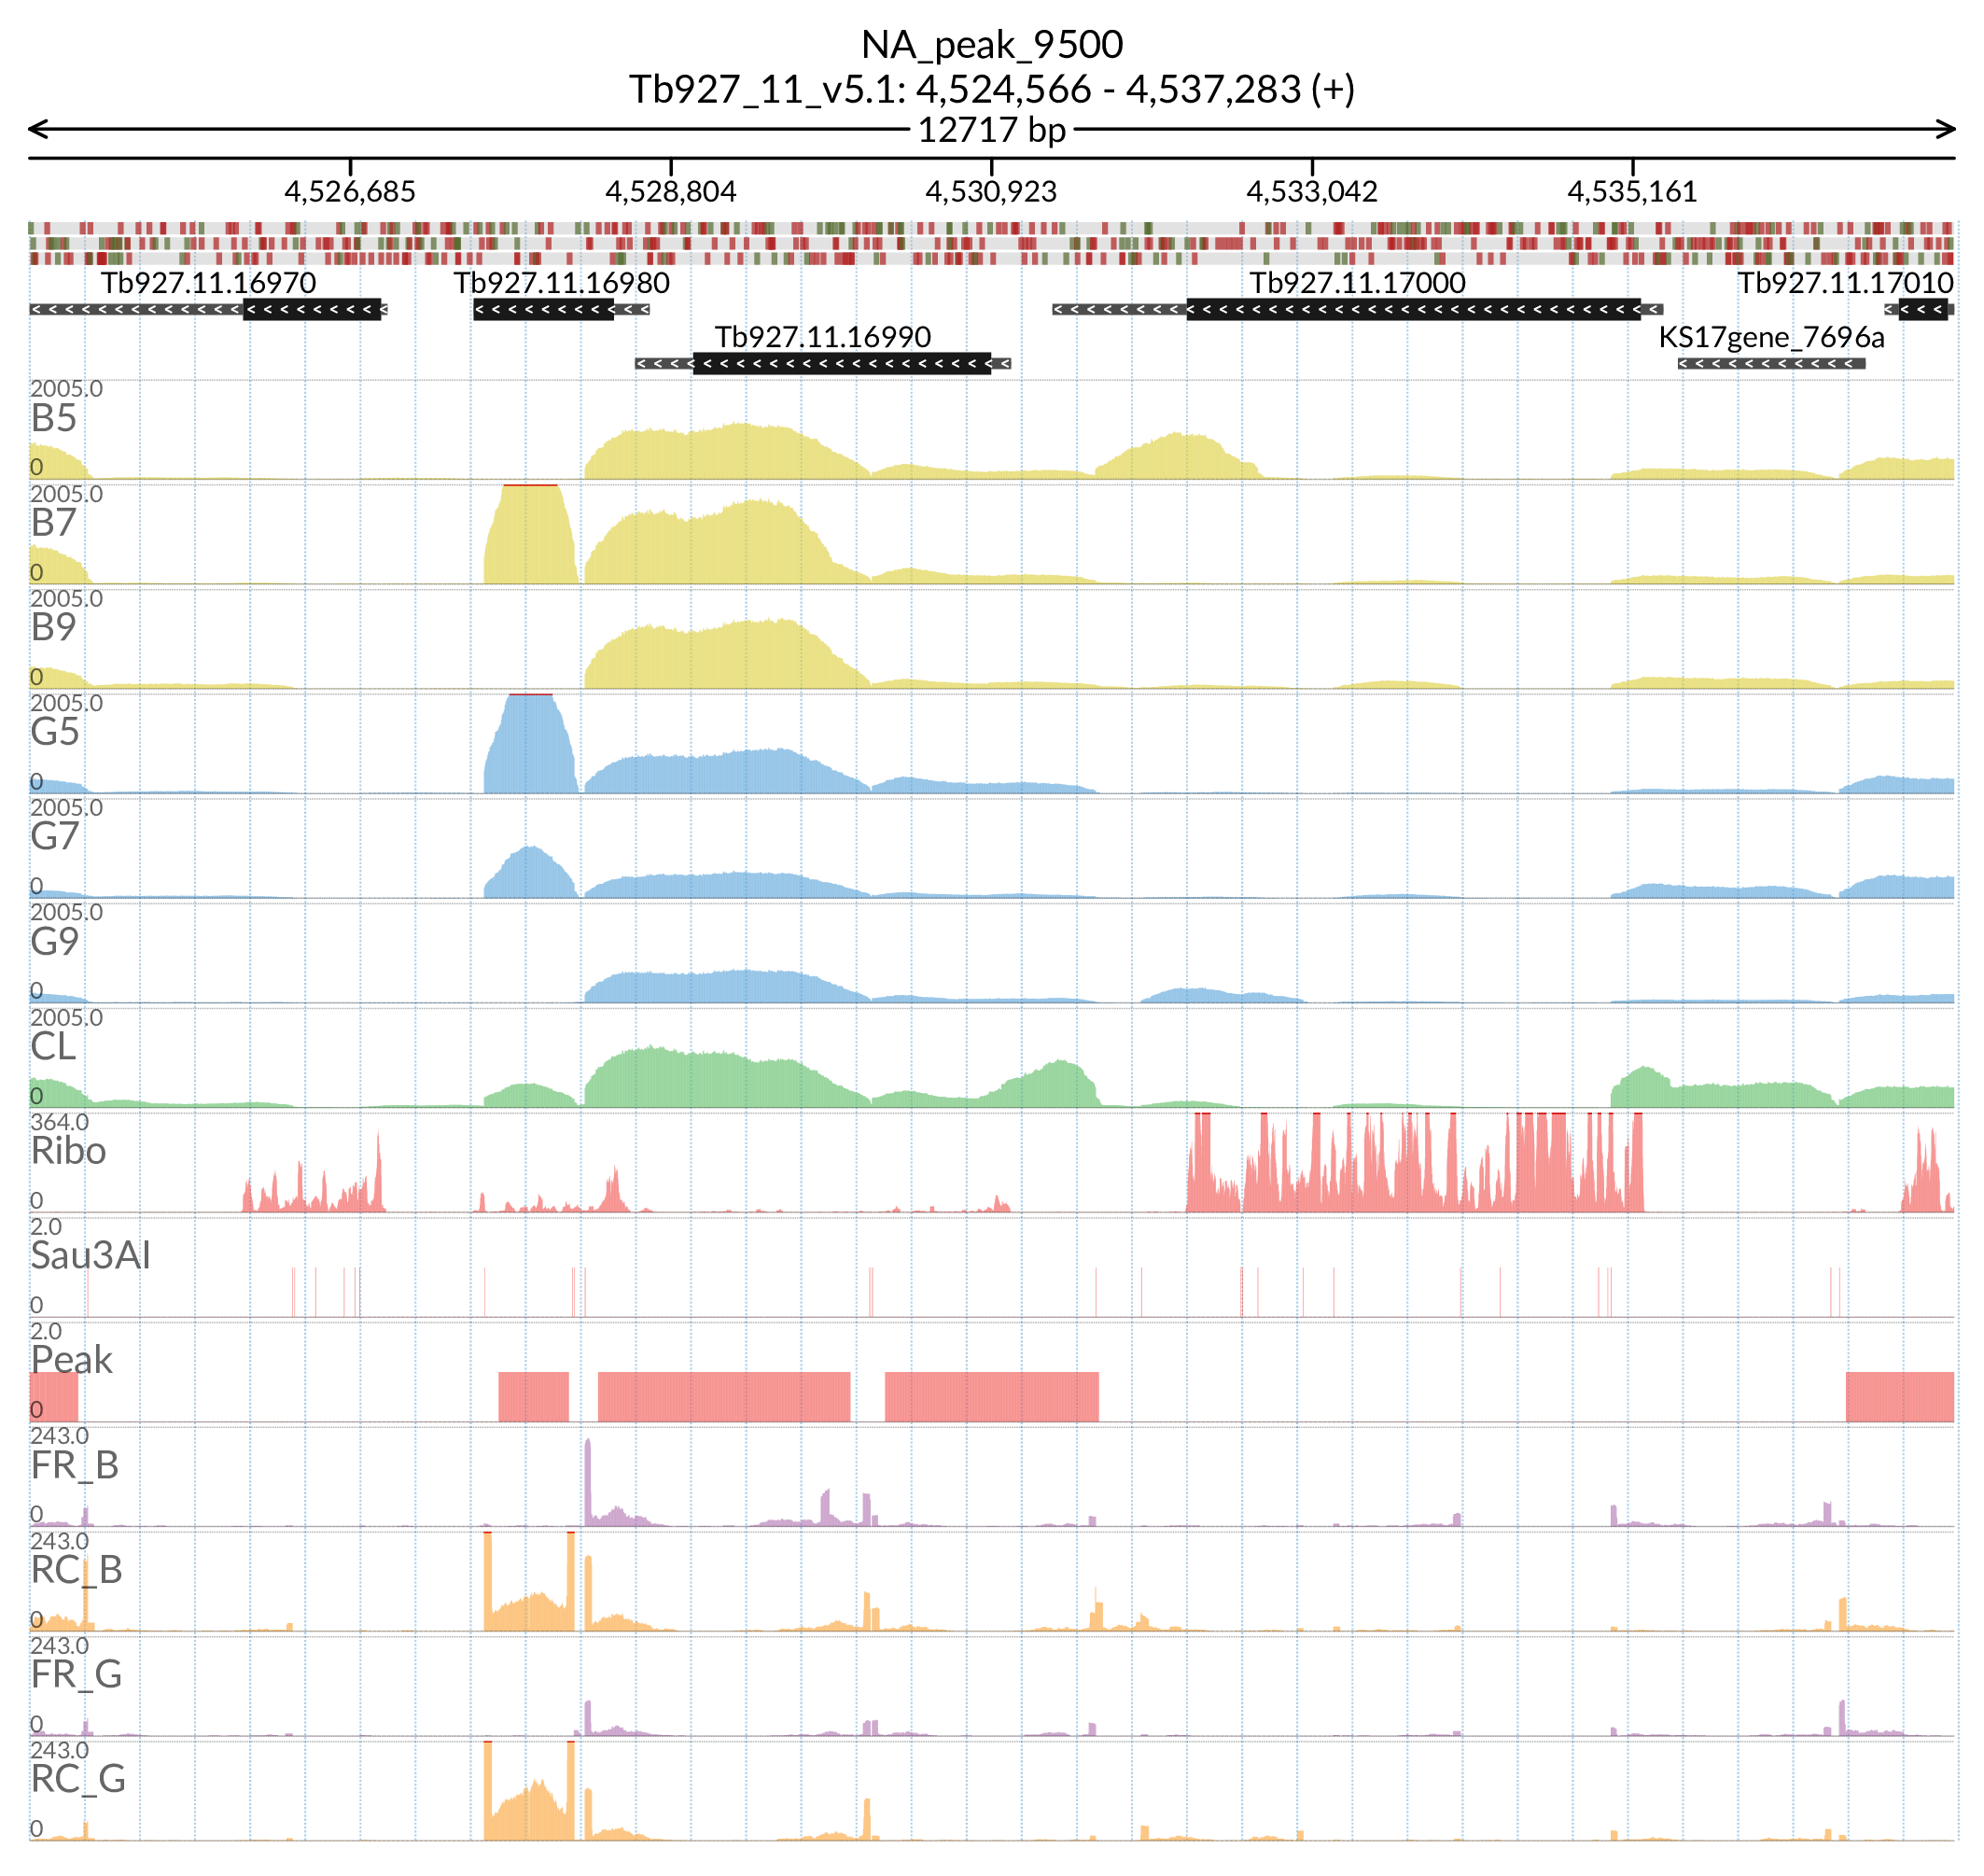 NA_peak_9500
Tb927_11_v5.1: 4,524,566 - 4,537,283 (+)
12717 bp
4,526,685 4,528,804 4,530,923 4,533,042 4,535,161
Tb927.11.16970 Tb927.11.16980 Tb927.11.17000 Tb927.11.17010
Tb927.11.16990 KS17gene_7696a
2005.0
B5
0
2005.0
B7
0
2005.0
B9
0
2005.0
G5
0
2005.0
G7
0
2005.0
G9
0
2005.0
CL
0
364.0
Ribo
0
2.0
Sau3AI
0
2.0
Peak
0
243.0
FR_B
0
243.0
RC_B
0
243.0
FR_G
0
243.0
RC_G
0